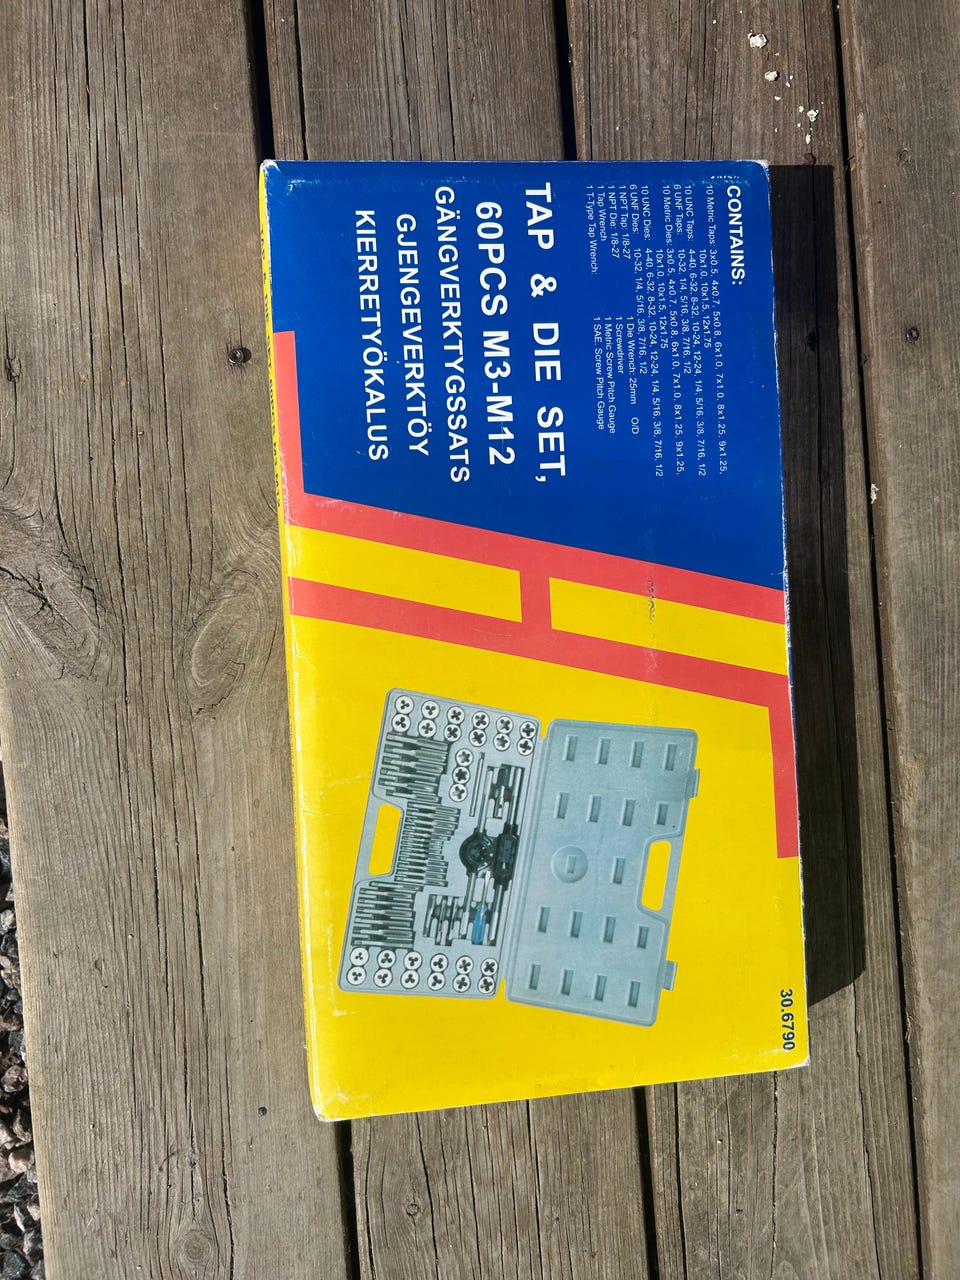 CONTAINS:
10 Metric Taps: 3x0.5, 4x0.7, 5x0.8, 6x1.0, 7x1.0, 8x1.25, 9x1.25,
10x1.0, 10x1.5, 12x1.75
10 UNC Taps: 4-40, 6-32, 8-32, 10-24, 12-24, 1/4, 5/16, 3/8, 7/16, 1/2
6 UNF Taps: 10-32, 1/4, 5/16, 3/8, 7/16, 1/2
10 Metric Dies: 3x0.5, 4x0.7, 5x0.8, 6x1.0, 7x1.0, 8x1.25, 9x1.25,
10x1.0, 10x1.5, 12x1.75
10 UNC Dies: 4-40, 6-32, 8-32, 10-24, 12-24, 1/4, 5/16, 3/8, 7/16, 1/2
6 UNF Dies: 10-32, 1/4, 5/16, 3/8, 7/16, 1/2
1 NPT Tap: 1/8-27 1 Die Wrench: 25mm O/D
1 NPT Die: 1/8-27 1 Screwdriver
1 Tap Wrench 1 Metric Screw Pitch Gauge
1 T-Type Tap Wrench: 1 SAE. Screw Pitch Gauge
TAP & DIE SET,
60PCS M3-M12
GÄNGVERKTYGSSATS
GJENGEVERKTÖY
KIERRETYÖKALUS
30.6790